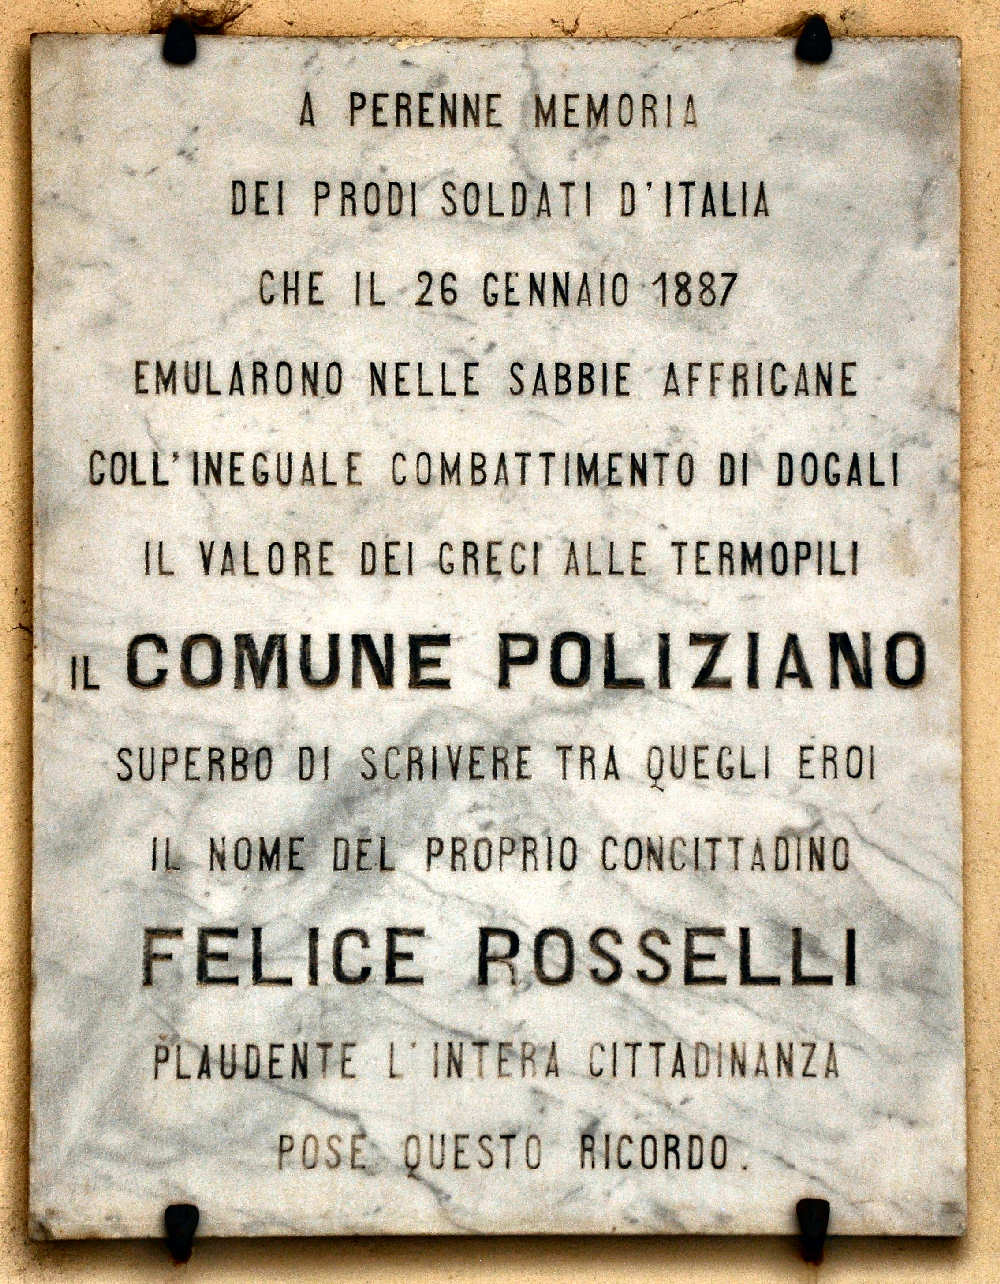 A PERENNE MEMORIA
DEI PRODI SOLDATI D'ITALIA
CHE IL 26 GENNAIO 1887
EMULARONO NELLE SABBIE AFFRICANE
COLL'INEGUALE COMBATTIMENTO DI DOGALI
IL VALORE DEI GRECI ALLE TERMOPILI
IL COMUNE POLIZIANO
SUPERBO DI SCRIVERE TRA QUEGLI EROI
IL NOME DEL PROPRIO CONCITTADINO
FELICE ROSSELLI
PLAUDENTE L'INTERA CITTADINANZA
POSE QUESTO RICORDO.